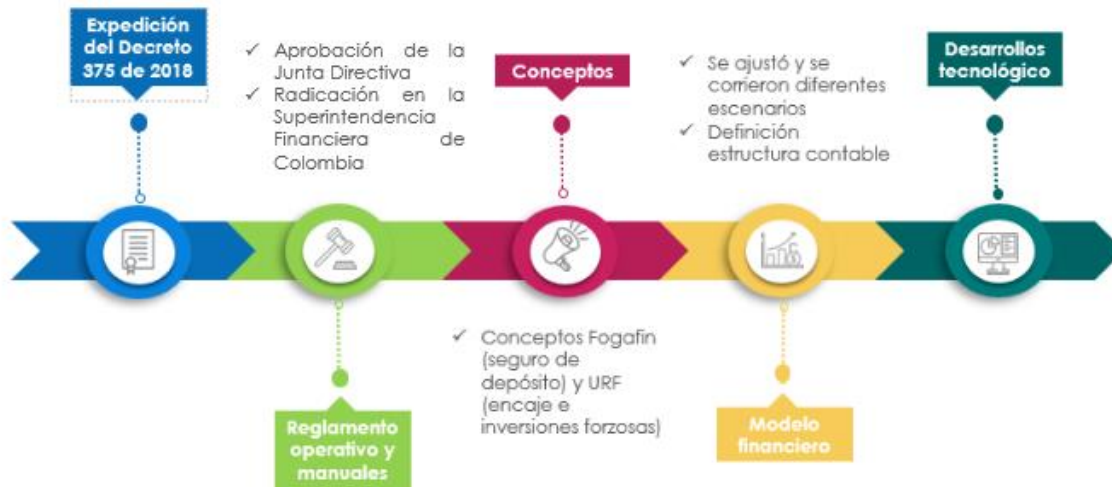 Expedición
del Decreto
375 de 2018
✓ Aprobación de la
Junta Directiva
✓ Radicación en la
Superintendencia
Financiera de
Colombia
Conceptos
✓ Se ajustó y se
corrieron diferentes
escenarios
✓ Definición
estructura contable
Desarrollos
tecnológico
Reglamento
operativo y
manuales
✓ Conceptos Fogafin
(seguro de
depósito) y URF
(encaje e
inversiones forzosas)
Modelo
financiero